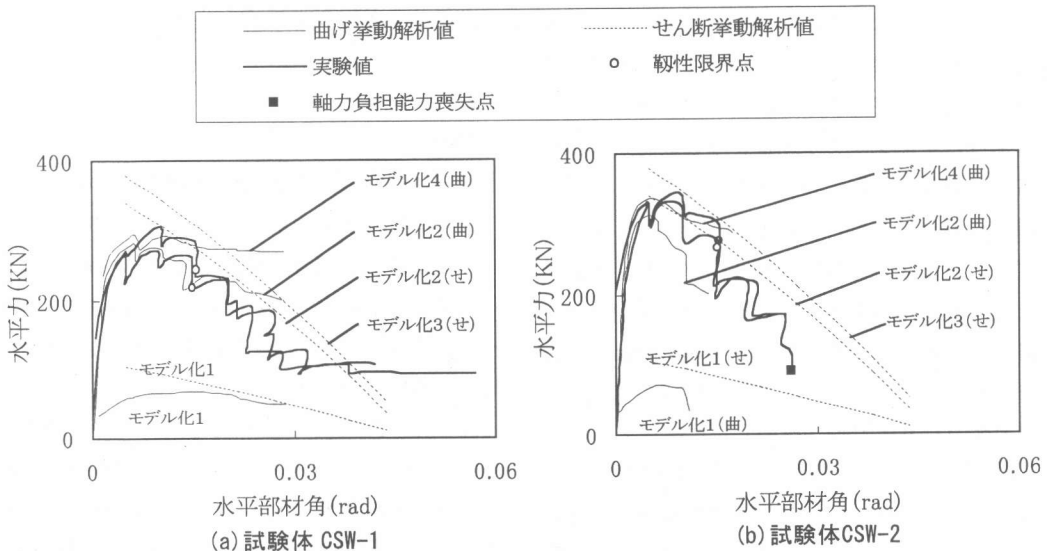 曲げ挙動解析値
せん断挙動解析値
実験値
靱性限界点
軸力負担能力喪失点
400
200
0
水平力(KN)
モデル化4(曲)
モデル化2(曲)
モデル化2(せ)
モデル化3(せ)
モデル化1
モデル化1
0
0.03
0.06
水平部材角(rad)
(a)試験体 CSW-1
400
200
0
水平力(KN)
モデル化4(曲)
モデル化2(曲)
モデル化2(せ)
モデル化3(せ)
モデル化1(せ)
モデル化1(曲)
0
0.03
0.06
水平部材角(rad)
(b)試験体CSW-2